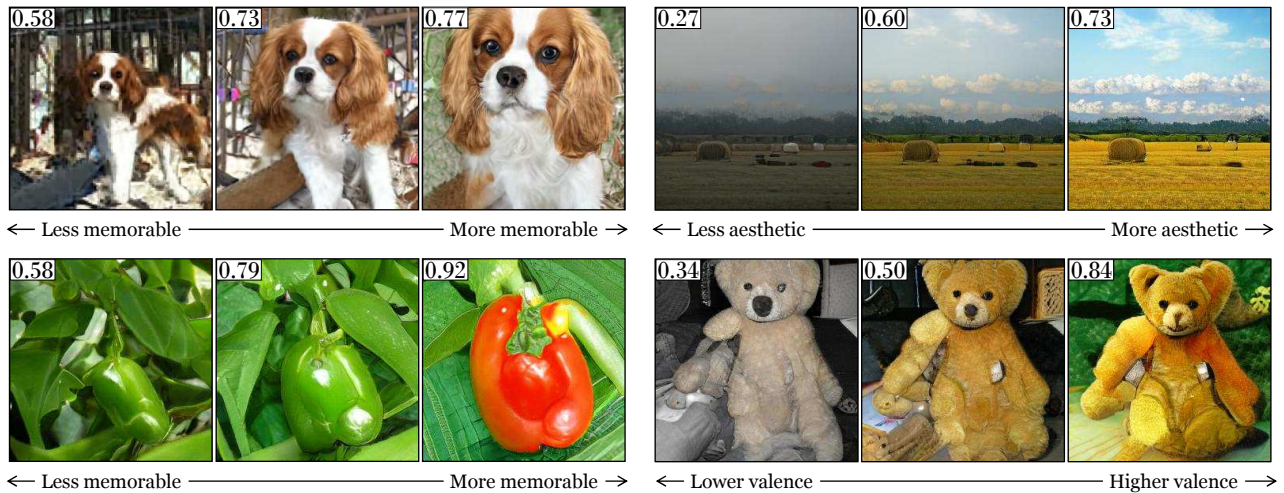 0.58 0.73 0.77 0.27 0.60 0.73
← Less memorable More memorable → ← Less aesthetic More aesthetic →
0.58 0.79 0.92 0.34 0.50 0.84
← Less memorable More memorable → ← Lower valence Higher valence →